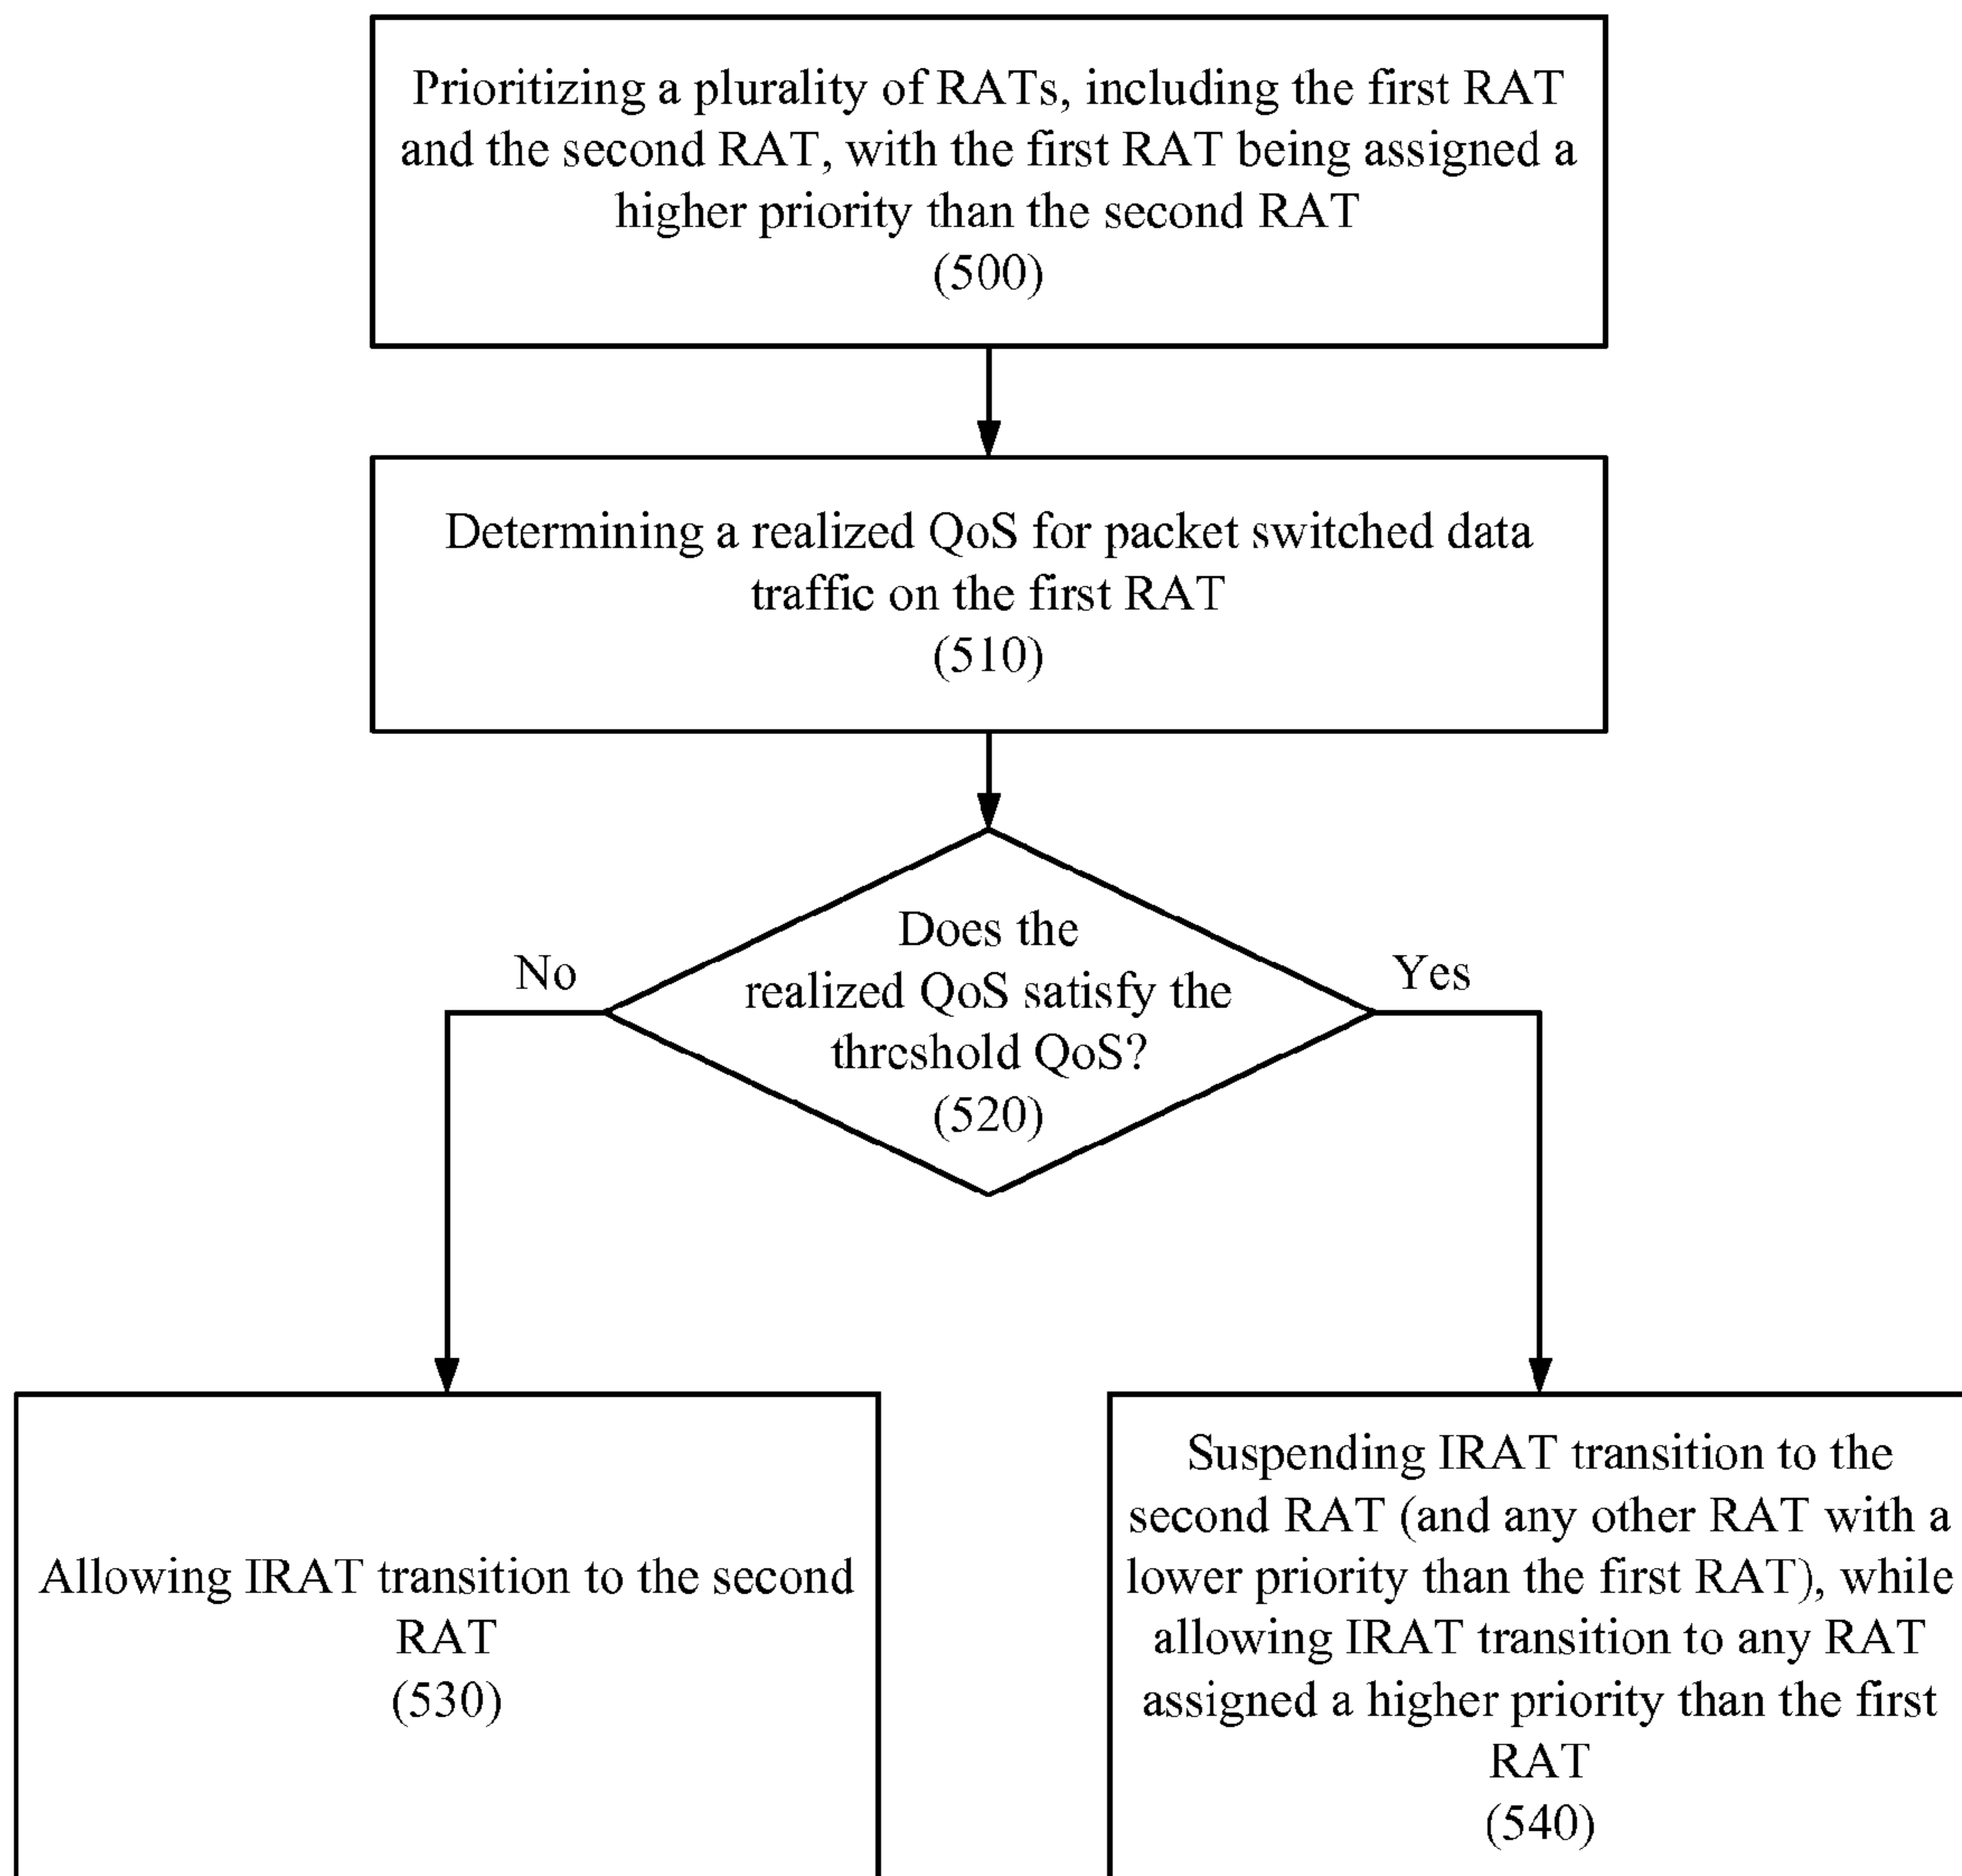 Prioritizing a plurality of RATs, including the first RAT
and the second RAT, with the first RAT being assigned a
higher priority than the second RAT
(500)
Determining a realized QoS for packet switched data
traffic on the first RAT
(510)
Does the
realized QoS satisfy the
threshold QoS?
(520)
No
Yes
Allowing IRAT transition to the second
RAT
(530)
Suspending IRAT transition to the
second RAT (and any other RAT with a
lower priority than the first RAT), while
allowing IRAT transition to any RAT
assigned a higher priority than the first
RAT
(540)